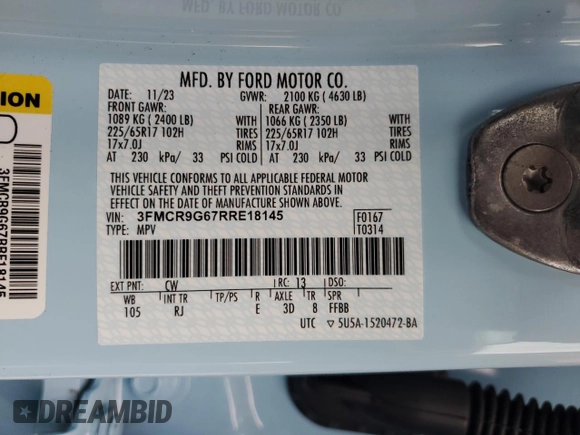 MFD. BY FORD MOTOR CO.
DATE: 11/23 GVWR: 2100 KG ( 4630 LB)
FRONT GAWR: REAR GAWR:
1089 KG ( 2400 LB) WITH 1066 KG ( 2350 LB) WITH
225/65R17 102H TIRES 225/65R17 102H TIRES
17x7.0J RIMS 17x7.0J RIMS
AT 230 kPa/ 33 PSI COLD AT 230 kPa/ 33 PSI COLD
THIS VEHICLE CONFORMS TO ALL APPLICABLE FEDERAL MOTOR
VEHICLE SAFETY AND THEFT PREVENTION STANDARDS IN
EFFECT ON THE DATE OF MANUFACTURE SHOWN ABOVE.
VIN: 3FMCR9G67RRE18145 F0167
TYPE: MPV T0314
EXT PNT: CW RC: 13 DSO:
WB INT TR TP/PS R AXLE TR SPR
105 RJ E 3D 8 FFBB
UTC 5U5A-1520472-BA
3FMCR9G67RRE18145
DREAMBID